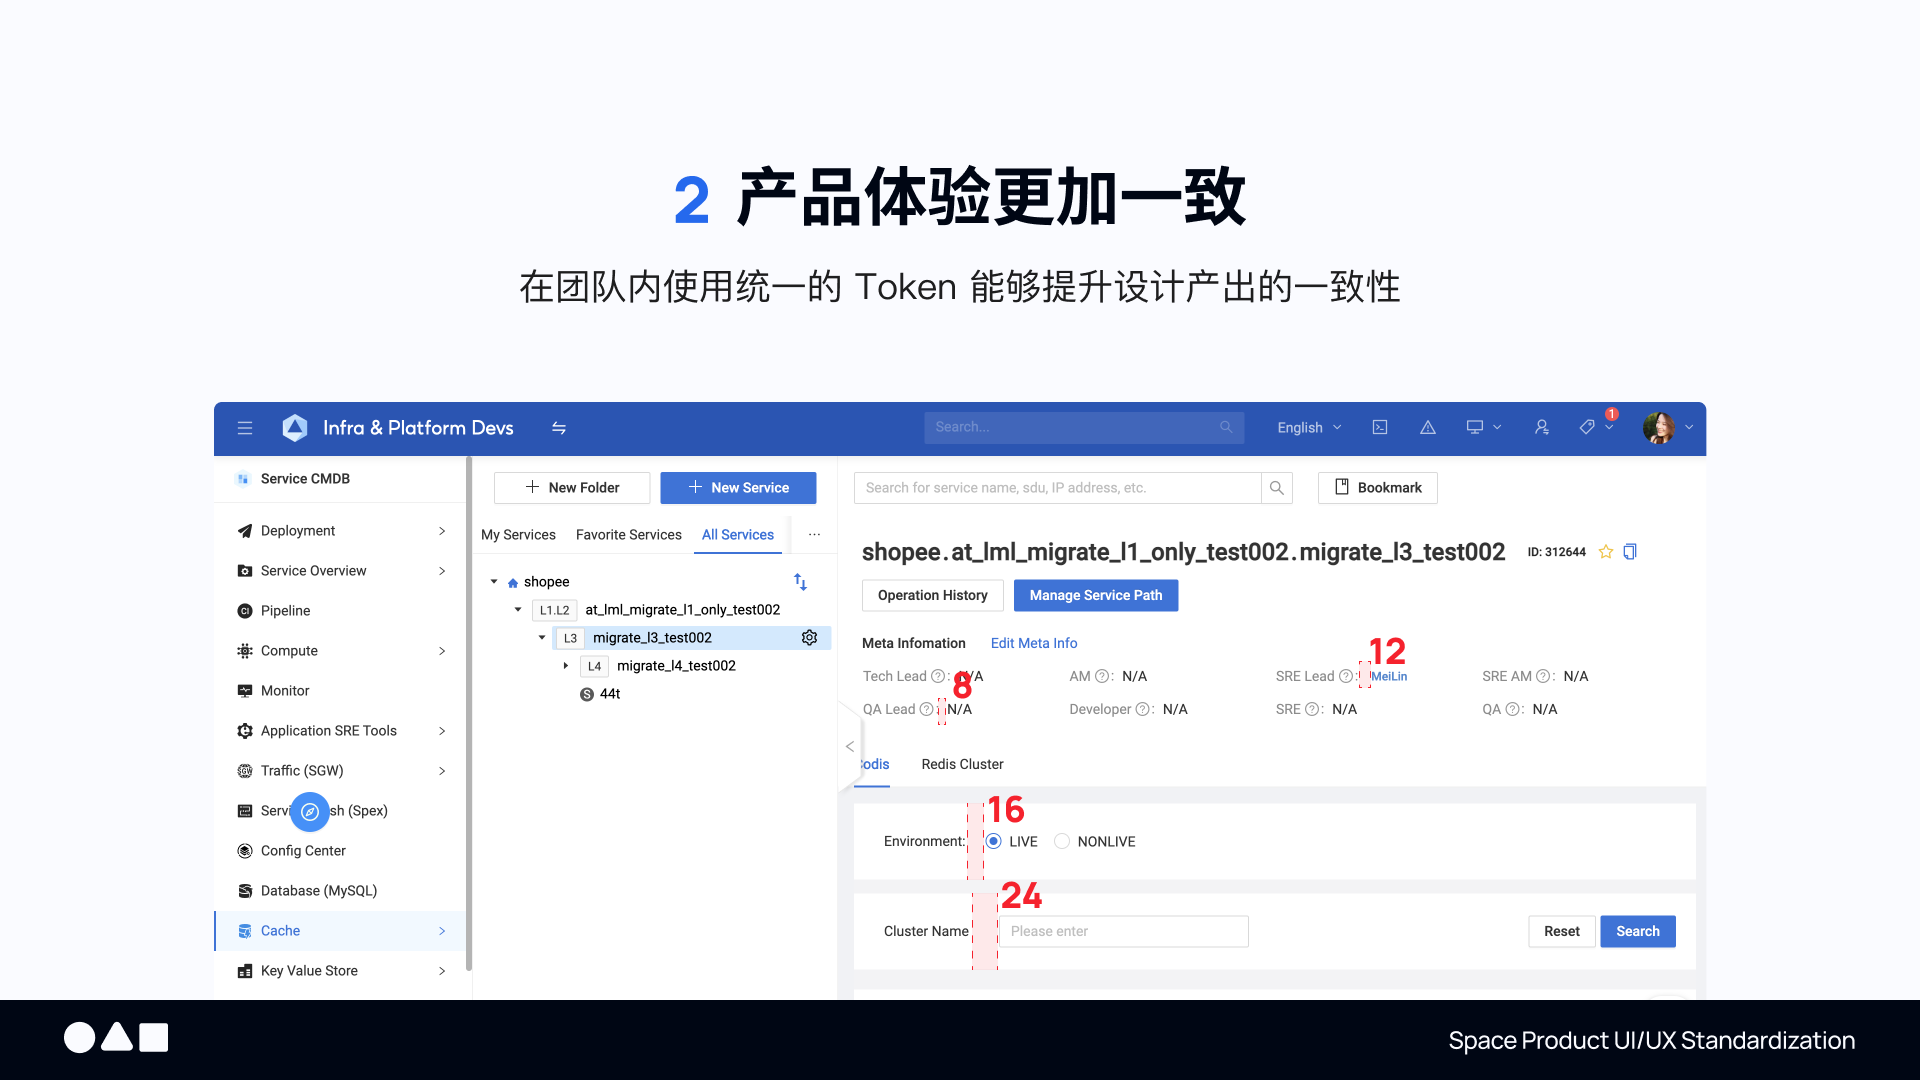 2 产品体验更加一致
在团队内使用统一的 Token 能够提升设计产出的一致性
Infra & Platform Devs
Search...
English
1
Service CMDB
Deployment
Service Overview
Pipeline
Compute
Monitor
Application SRE Tools
Traffic (SGW)
Servi sh (Spex)
Config Center
Database (MySQL)
Cache
Key Value Store
New Folder
New Service
My Services Favorite Services All Services ...
shopee
L1.L2 at_lml_migrate_l1_only_test002
L3 migrate_l3_test002
L4 migrate_l4_test002
S 44t
Search for service name, sdu, IP address, etc.
Bookmark
shopee.at_lml_migrate_l1_only_test002.migrate_l3_test002 ID: 312644
Operation History
Manage Service Path
Meta Infomation Edit Meta Info
12
Tech Lead : N/A AM : N/A SRE Lead : MeiLin SRE AM : N/A
8
QA Lead : N/A Developer : N/A SRE : N/A QA : N/A
odis Redis Cluster
16
Environment: LIVE NONLIVE
24
Cluster Name Please enter Reset Search
Space Product UI/UX Standardization